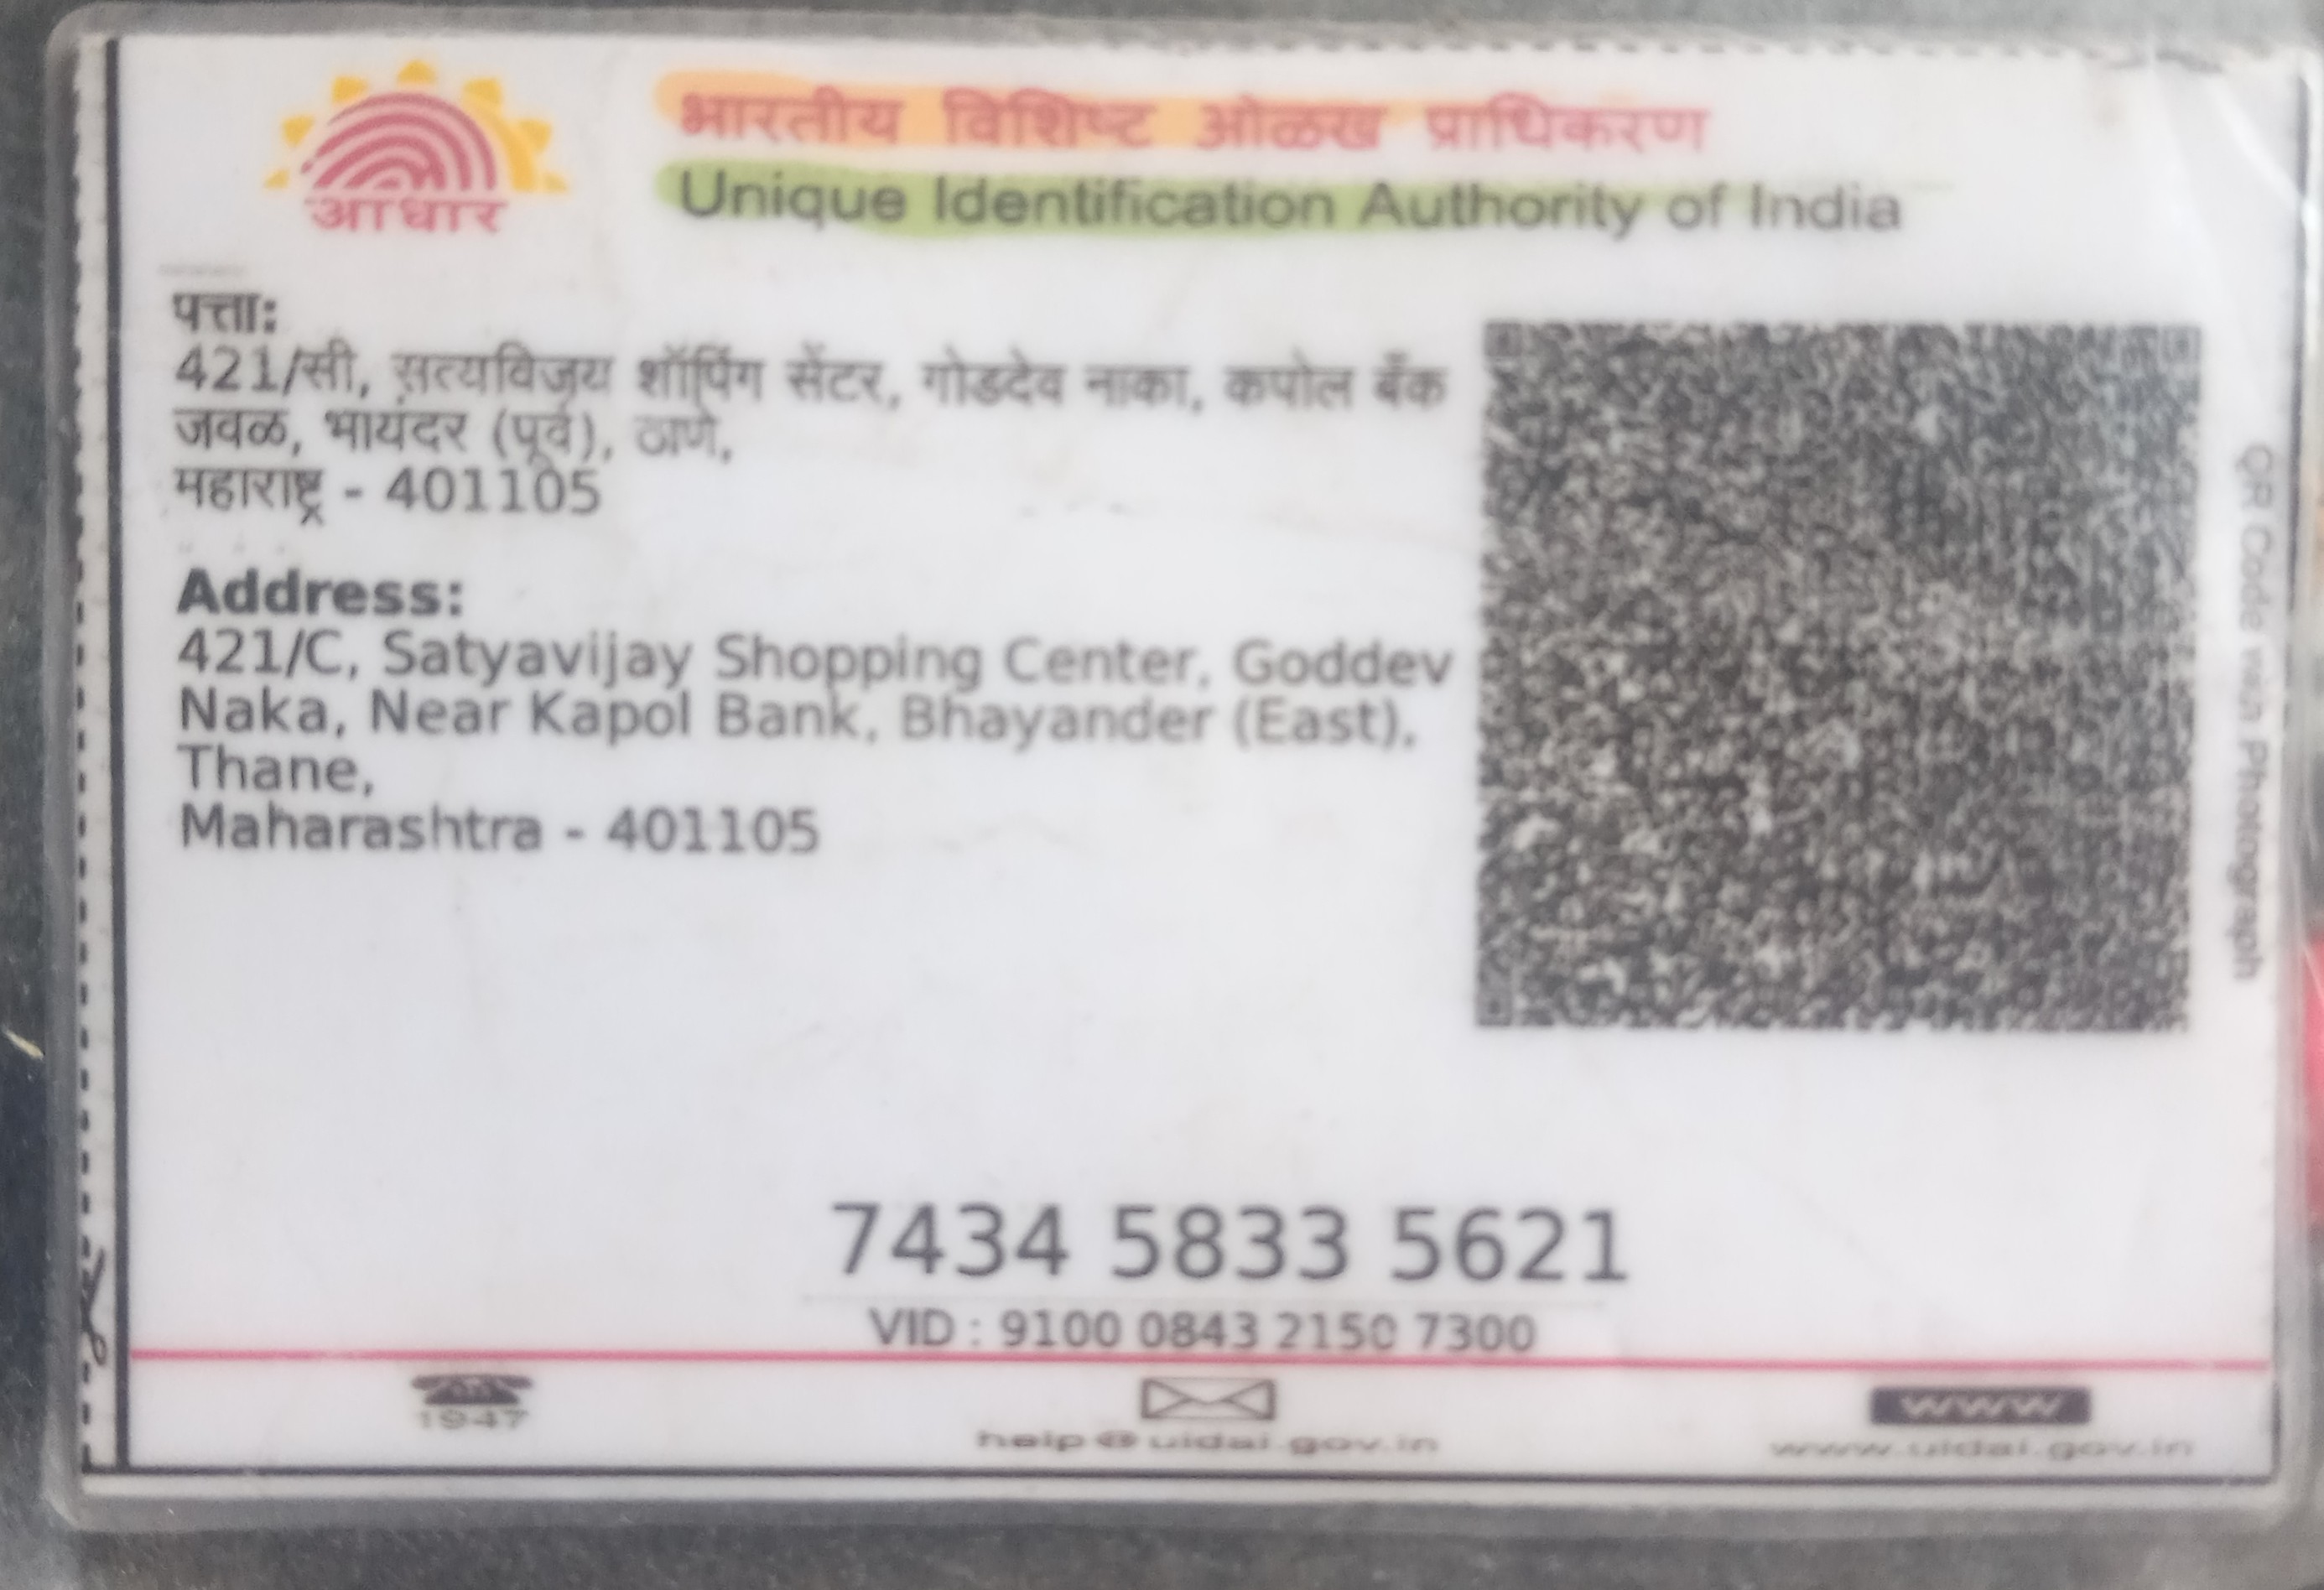 आधार
भारतीय विशिष्ट ओळख प्राधिकरण
Unique Identification Authority of India
पत्ता:
421/सी, सत्यविजय शॉपिंग सेंटर, गोडदेव नाका, कपोल बँक
जवळ, भायंदर (पूर्व), ठाणे,
महाराष्ट्र - 401105
Address:
421/C, Satyavijay Shopping Center, Goddev
Naka, Near Kapol Bank, Bhayander (East),
Thane,
Maharashtra - 401105
QR Code with Photograph
7434 5833 5621
VID : 9100 0843 2150 7300
1947
help@uidai.gov.in
www
www.uidai.gov.in